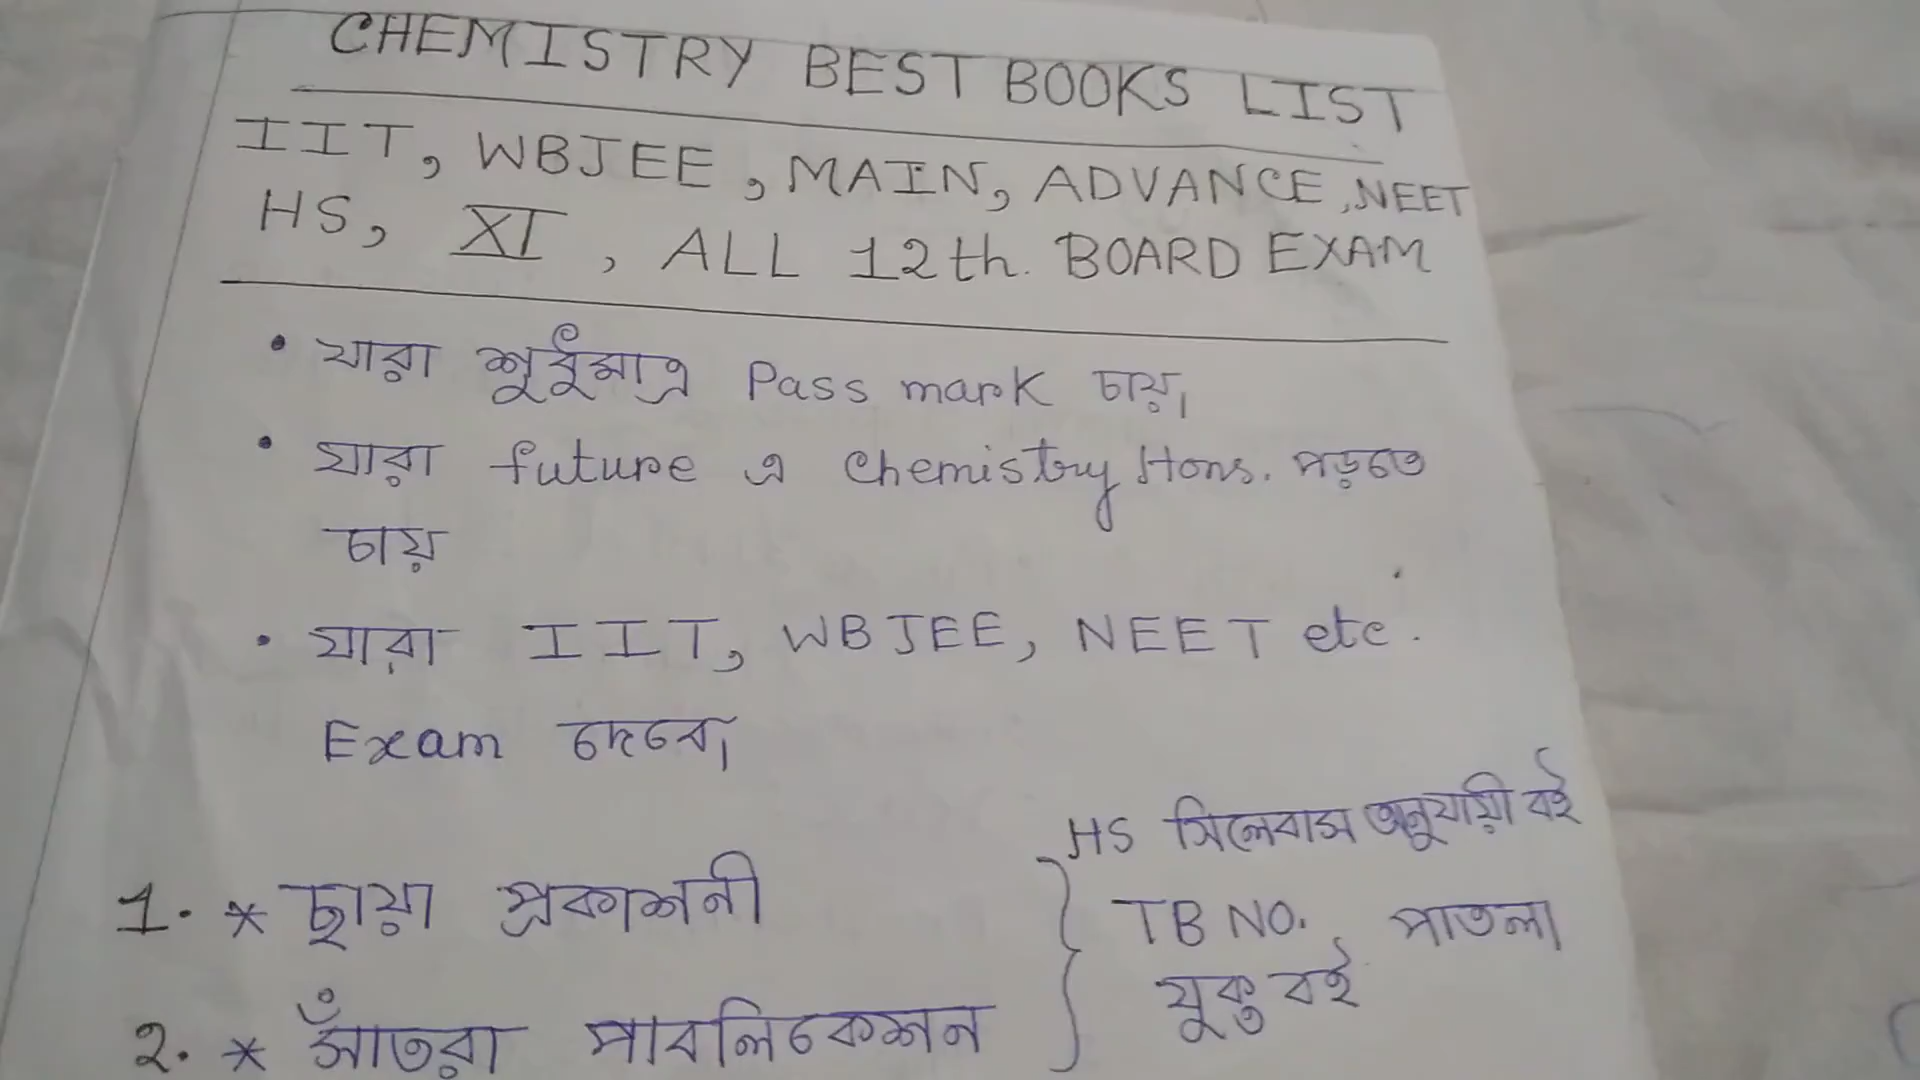 CHEMISTRY BEST BOOKS LIST
IIT, WBJEE, MAIN, ADVANCE, NEET
HS, XI, ALL 12th. BOARD EXAM
• যারা শুধুমাত্র Pass mark চায়।
• যারা future এ Chemistry Hons. পড়তে
চায়
• যারা IIT, WBJEE, NEET etc.
Exam দেবে।
HS সিলেবাস অনুযায়ী বই
1. * ছায়া প্রকাশনী
TB NO. পাতলা
যুক্ত বই
2. * সাঁতরা পাবলিকেশন